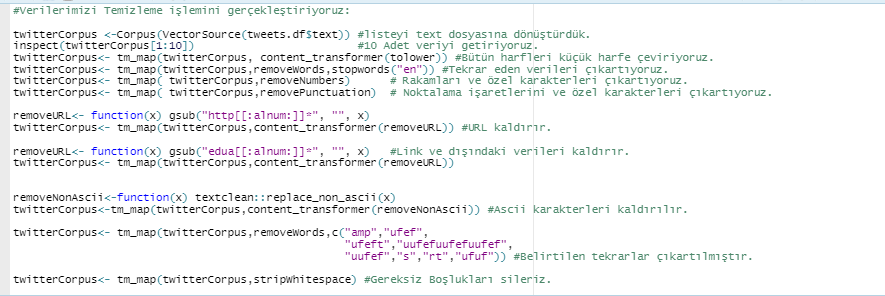 #Verilerimizi Temizleme işlemini gerçekleştiriyoruz:
twitterCorpus <-Corpus(VectorSource(tweets.df$text)) #listeyi text dosyasına dönüştürdük.
inspect(twitterCorpus[1:10]) #10 Adet veriyi getiriyoruz.
twitterCorpus<- tm_map(twitterCorpus, content_transformer(tolower)) #Bütün harfleri küçük harfe çeviriyoruz.
twitterCorpus<- tm_map(twitterCorpus,removeWords,stopwords("en")) #Tekrar eden verileri çıkartıyoruz.
twitterCorpus<- tm_map( twitterCorpus,removeNumbers) # Rakamları ve özel karakterleri çıkartıyoruz.
twitterCorpus<- tm_map( twitterCorpus,removePunctuation) # Noktalama işaretlerini ve özel karakterleri çıkartıyoruz.
removeURL<- function(x) gsub("http[[:alnum:]]*", "", x)
twitterCorpus<- tm_map(twitterCorpus,content_transformer(removeURL)) #URL kaldırır.
removeURL<- function(x) gsub("edua[[:alnum:]]*", "", x) #Link ve dışındaki verileri kaldırır.
twitterCorpus<- tm_map(twitterCorpus,content_transformer(removeURL))
removeNonAscii<-function(x) textclean::replace_non_ascii(x)
twitterCorpus<-tm_map(twitterCorpus,content_transformer(removeNonAscii)) #Ascii karakterleri kaldırılır.
twitterCorpus<- tm_map(twitterCorpus,removeWords,c("amp","ufef",
"ufeft","uufefuufefuufef",
"uufef","s","rt","ufuf")) #Belirtilen tekrarlar çıkartılmıştır.
twitterCorpus<- tm_map(twitterCorpus,stripWhitespace) #Gereksiz Boşlukları sileriz.